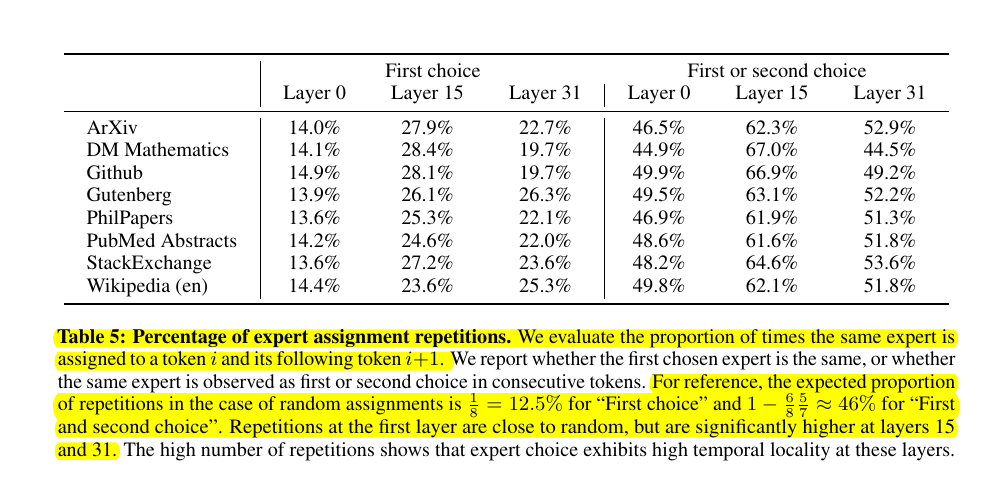 First choice First or second choice
Layer 0 Layer 15 Layer 31 Layer 0 Layer 15 Layer 31
ArXiv 14.0% 27.9% 22.7% 46.5% 62.3% 52.9%
DM Mathematics 14.1% 28.4% 19.7% 44.9% 67.0% 44.5%
Github 14.9% 28.1% 19.7% 49.9% 66.9% 49.2%
Gutenberg 13.9% 26.1% 26.3% 49.5% 63.1% 52.2%
PhilPapers 13.6% 25.3% 22.1% 46.9% 61.9% 51.3%
PubMed Abstracts 14.2% 24.6% 22.0% 48.6% 61.6% 51.8%
StackExchange 13.6% 27.2% 23.6% 48.2% 64.6% 53.6%
Wikipedia (en) 14.4% 23.6% 25.3% 49.8% 62.1% 51.8%
Table 5: Percentage of expert assignment repetitions. We evaluate the proportion of times the same expert is
assigned to a token i and its following token i+1. We report whether the first chosen expert is the same, or whether
the same expert is observed as first or second choice in consecutive tokens. For reference, the expected proportion
of repetitions in the case of random assignments is 1/8 = 12.5% for “First choice” and 1 − 6/8 5/7 ≈ 46% for “First
and second choice”. Repetitions at the first layer are close to random, but are significantly higher at layers 15
and 31. The high number of repetitions shows that expert choice exhibits high temporal locality at these layers.